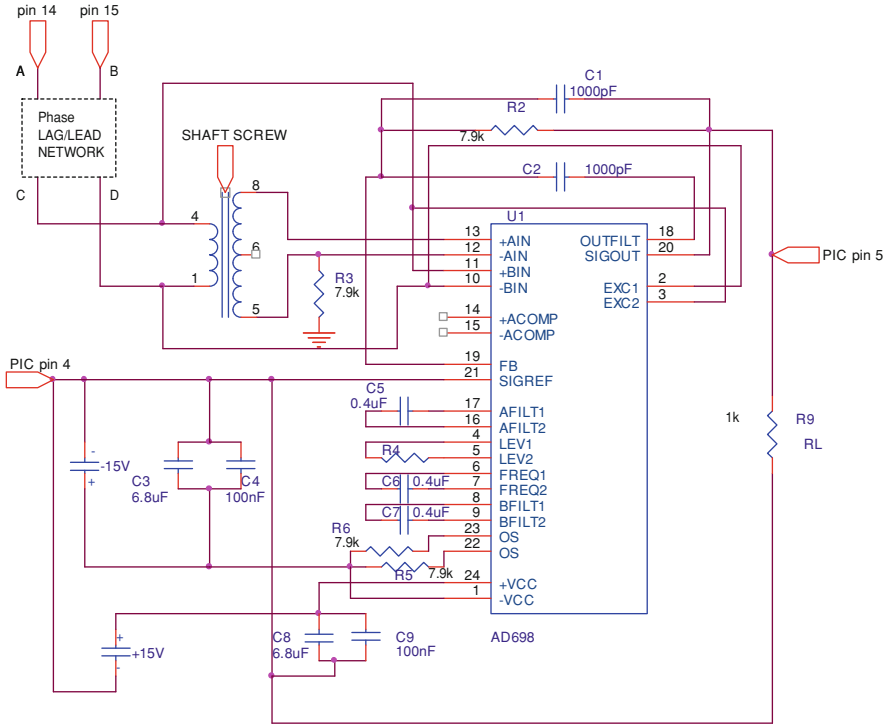 pin 14
pin 15
A
B
Phase
LAG/LEAD
NETWORK
C
D
SHAFT SCREW
4
1
8
6
5
R3
7.9k
C1
1000pF
R2
7.9k
C2
1000pF
U1
13
+AIN
12
-AIN
11
+BIN
10
-BIN
14
+ACOMP
15
-ACOMP
19
FB
21
SIGREF
17
AFILT1
16
AFILT2
4
LEV1
5
LEV2
6
FREQ1
7
FREQ2
8
BFILT1
9
BFILT2
23
OS
22
OS
24
+VCC
1
-VCC
OUTFILT
18
SIGOUT
20
EXC1
2
EXC2
3
AD698
PIC pin 5
1k
R9
RL
PIC pin 4
-
-15V
+
C3
6.8uF
C4
100nF
C5
0.4uF
R4
C6
0.4uF
C7
0.4uF
R6
7.9k
R5
7.9k
+
+15V
-
C8
6.8uF
C9
100nF